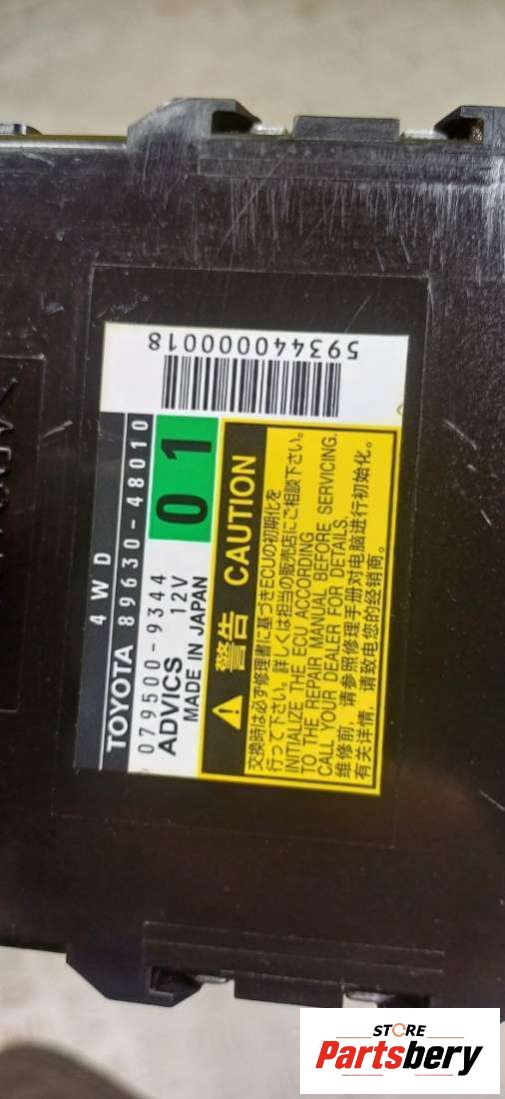 593440000018
4WD
TOYOTA 89630-48010
079500-9344
ADVICS 12V
MADE IN JAPAN
01
警告 CAUTION
交換時は必ず修理書に基づきECUの初期化を
行って下さい。詳しくは担当の販売店にご相談下さい。
INITIALIZE THE ECU ACCORDING
TO THE REPAIR MANUAL BEFORE SERVICING.
CALL YOUR DEALER FOR DETAILS.
维修前，请参照修理手册对电脑进行初始化。
有关详情，请致电您的经销商。
STORE
Partsbery